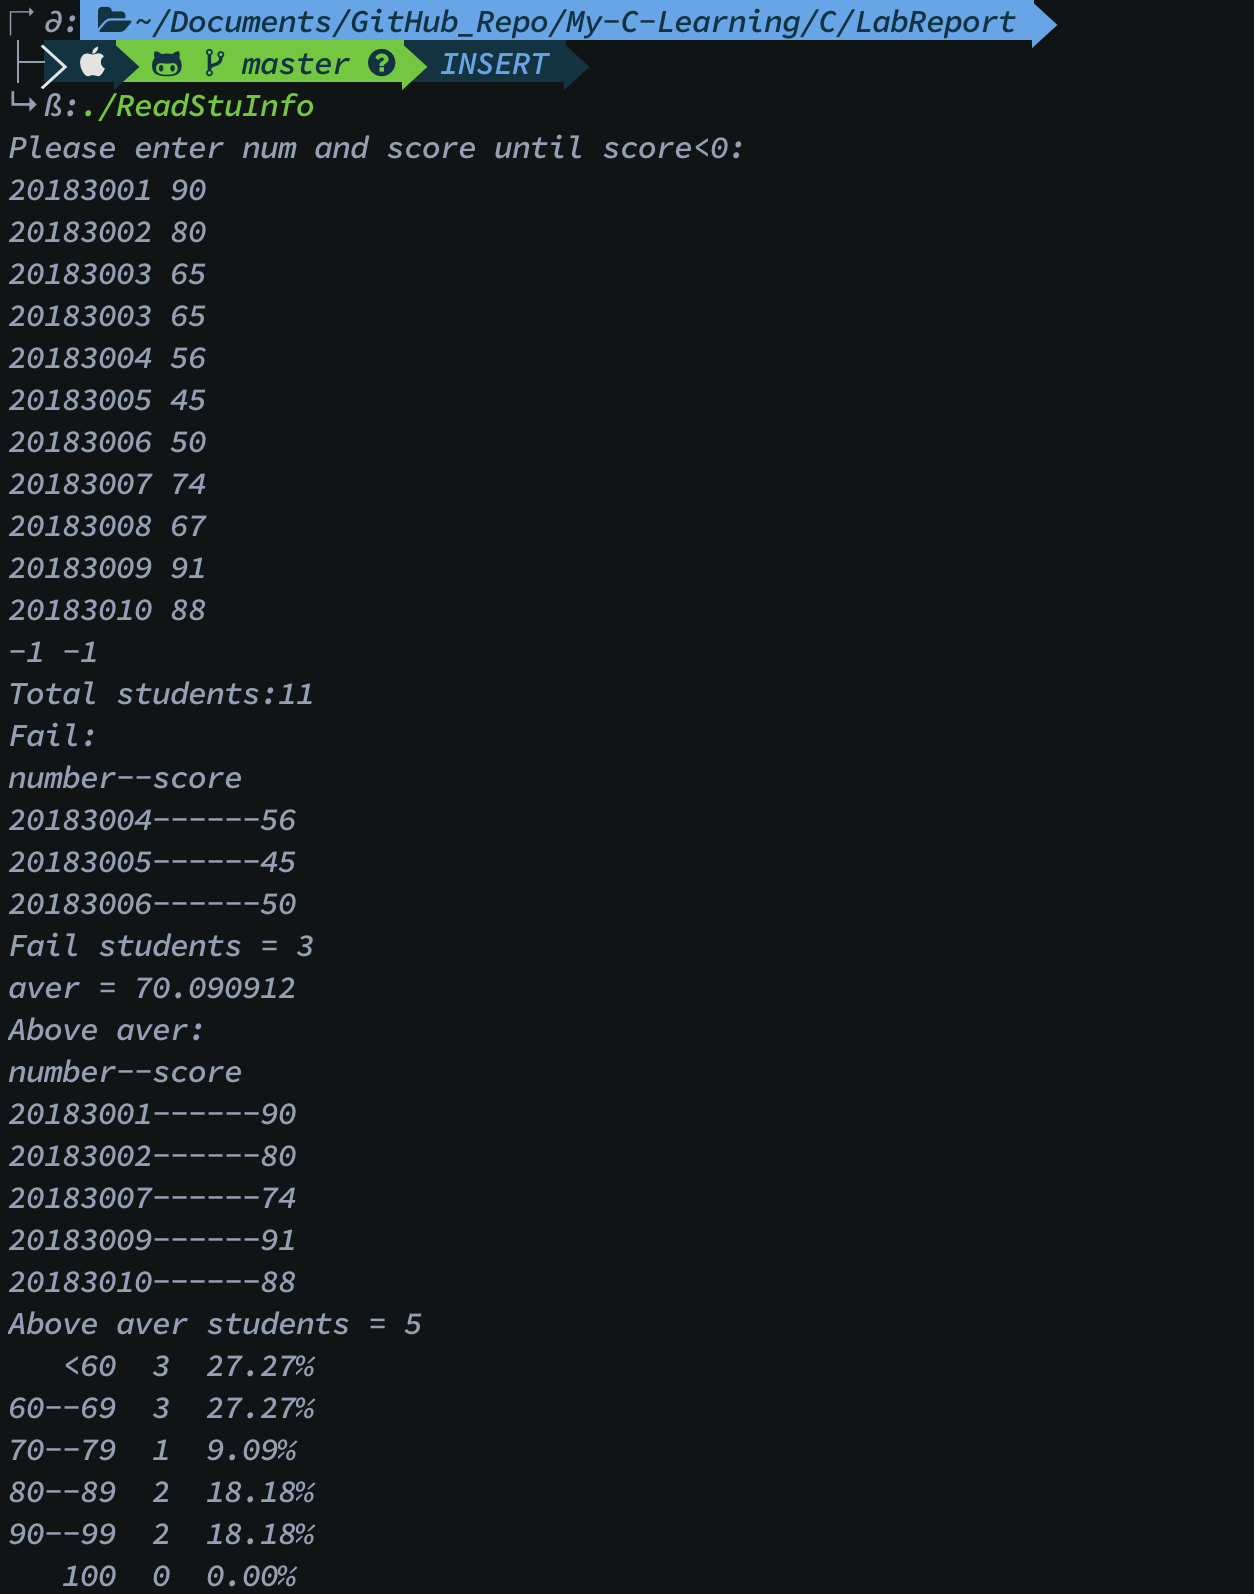 ∂: ~/Documents/GitHub_Repo/My-C-Learning/C/LabReport
master ? INSERT
ß:./ReadStuInfo
Please enter num and score until score<0:
20183001 90
20183002 80
20183003 65
20183003 65
20183004 56
20183005 45
20183006 50
20183007 74
20183008 67
20183009 91
20183010 88
-1 -1
Total students:11
Fail:
number--score
20183004------56
20183005------45
20183006------50
Fail students = 3
aver = 70.090912
Above aver:
number--score
20183001------90
20183002------80
20183007------74
20183009------91
20183010------88
Above aver students = 5
   <60  3  27.27%
60--69  3  27.27%
70--79  1  9.09%
80--89  2  18.18%
90--99  2  18.18%
   100  0  0.00%